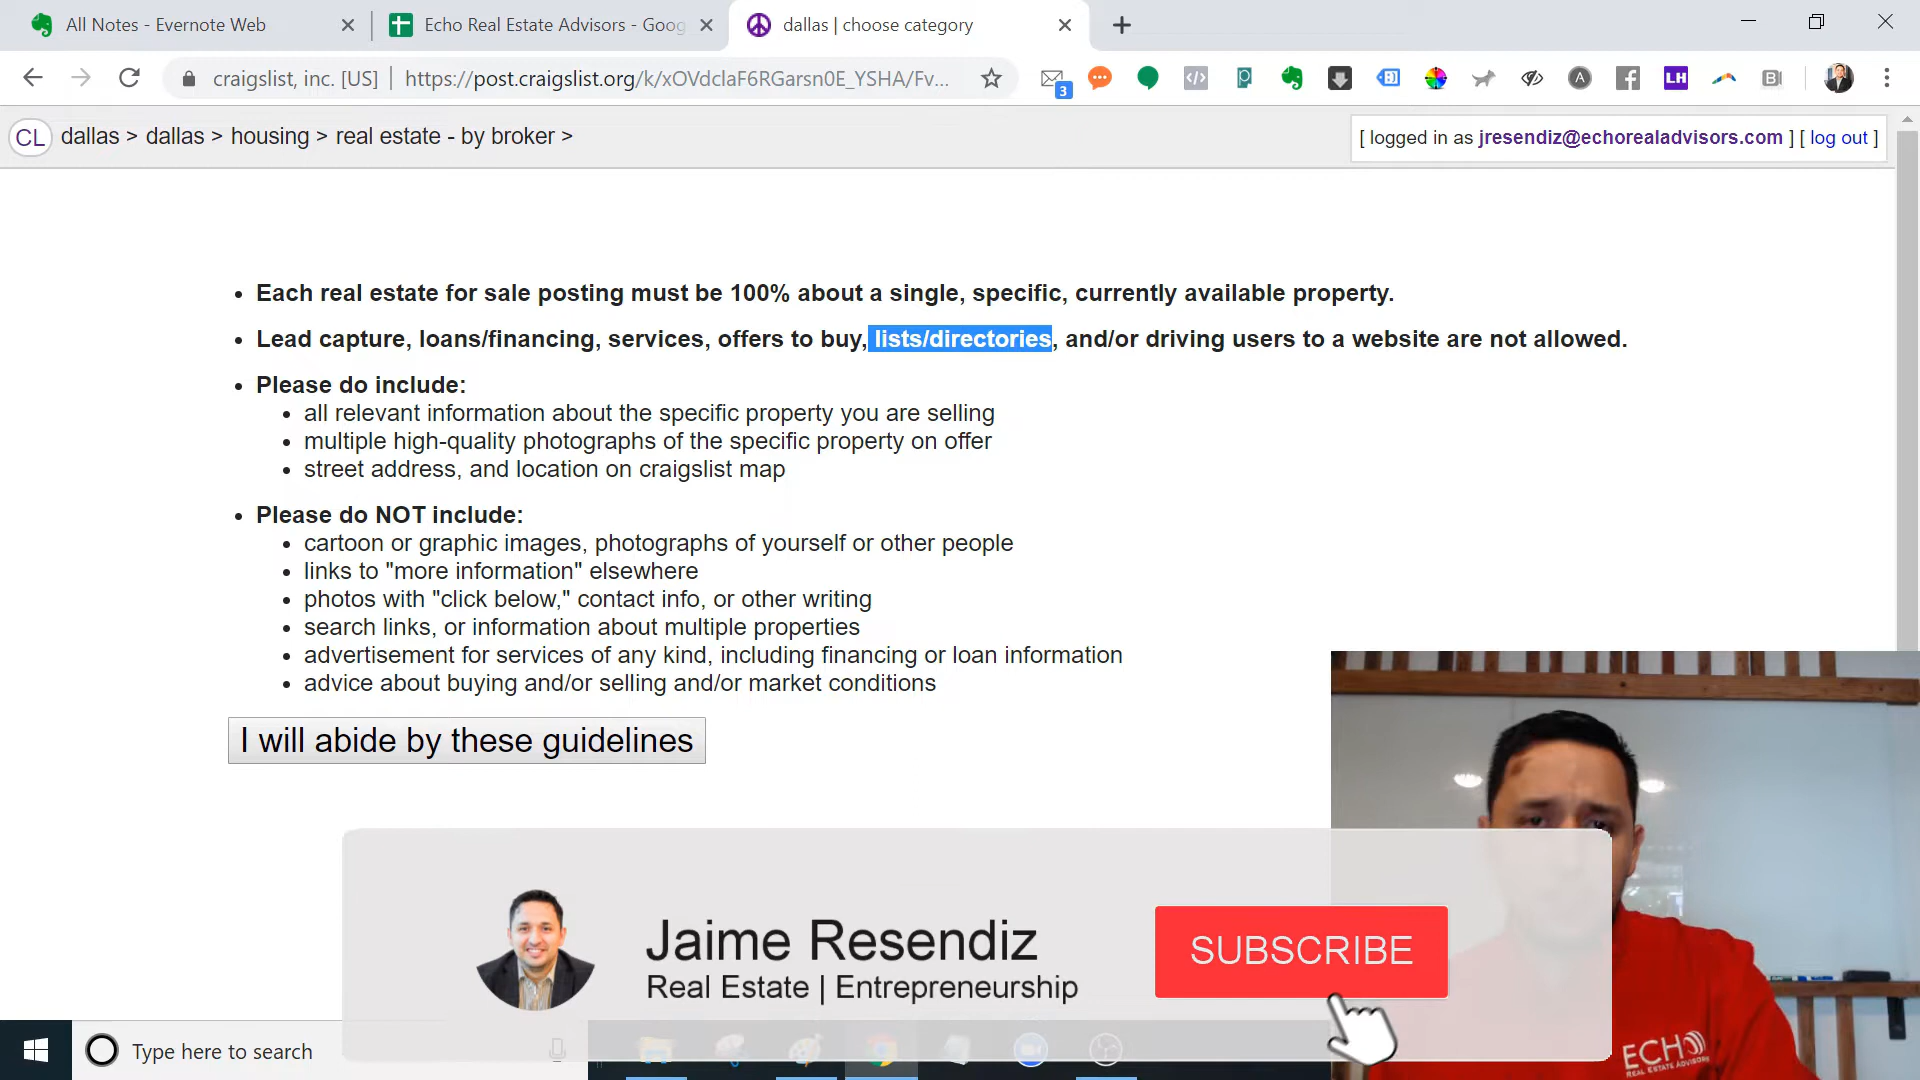 All Notes - Evernote Web
Echo Real Estate Advisors - Goog
dallas | choose category
craigslist, inc. [US] | https://post.craigslist.org/k/xOVdclaF6RGarsn0E_YSHA/Fv...
3
LH
A
B
CL dallas > dallas > housing > real estate - by broker >
[ logged in as jresendiz@echorealadvisors.com ] [ log out ]
• Each real estate for sale posting must be 100% about a single, specific, currently available property.
• Lead capture, loans/financing, services, offers to buy, lists/directories, and/or driving users to a website are not allowed.
• Please do include:
• all relevant information about the specific property you are selling
• multiple high-quality photographs of the specific property on offer
• street address, and location on craigslist map
• Please do NOT include:
• cartoon or graphic images, photographs of yourself or other people
• links to "more information" elsewhere
• photos with "click below," contact info, or other writing
• search links, or information about multiple properties
• advertisement for services of any kind, including financing or loan information
• advice about buying and/or selling and/or market conditions
I will abide by these guidelines
Jaime Resendiz
Real Estate | Entrepreneurship
SUBSCRIBE
ECHO
REAL ESTATE ADVISORS
Type here to search